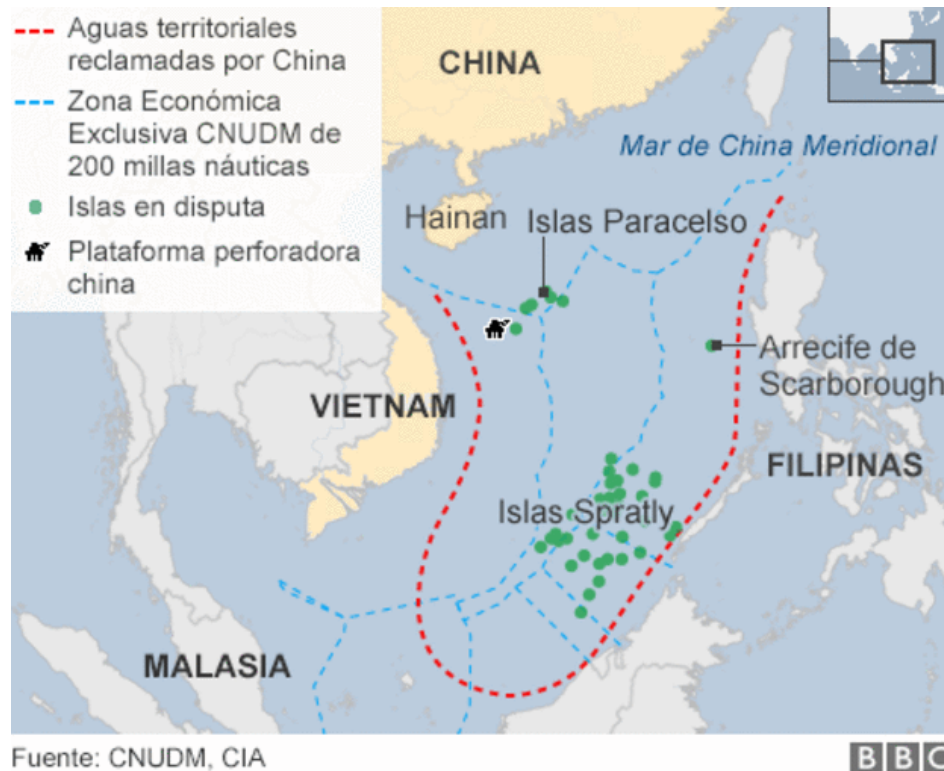 Aguas territoriales
reclamadas por China
Zona Económica
Exclusiva CNUDM de
200 millas náuticas
Islas en disputa
Plataforma perforadora
china
CHINA
Mar de China Meridional
Hainan
Islas Paracelso
Arrecife de
Scarborough
VIETNAM
FILIPINAS
Islas Spratly
MALASIA
Fuente: CNUDM, CIA
BBC